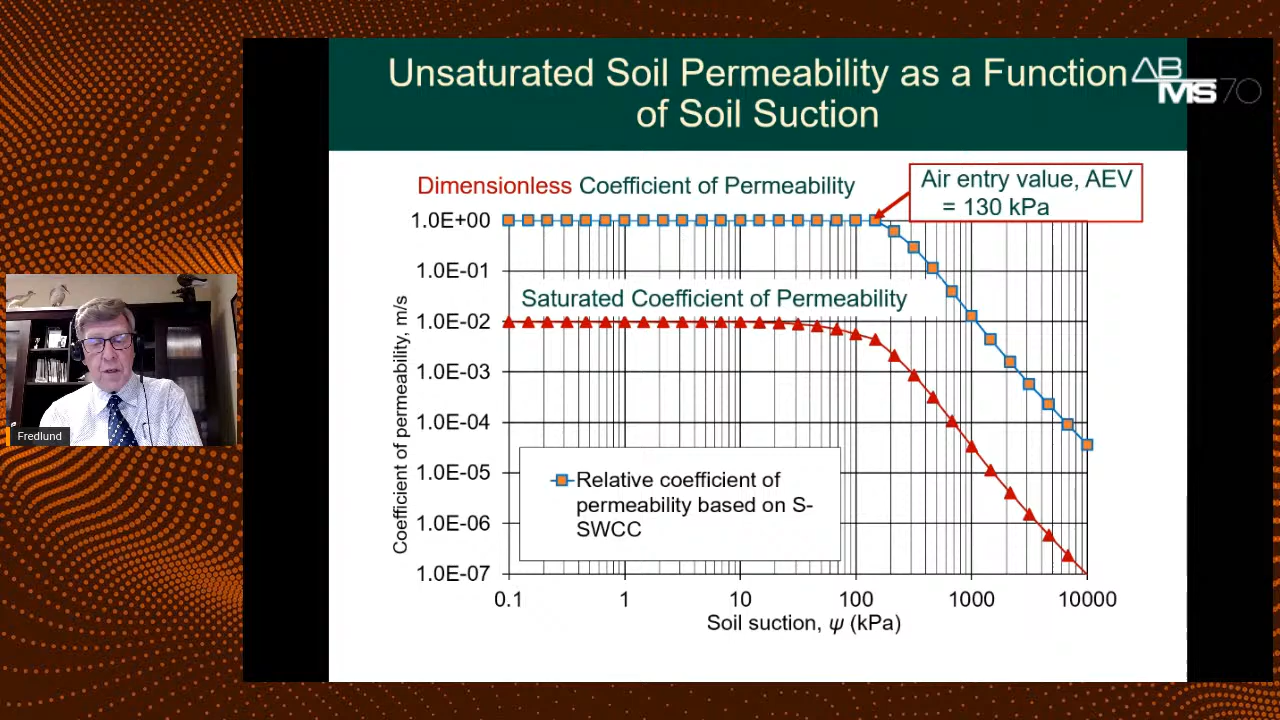 Unsaturated Soil Permeability as a Function
of Soil Suction
ABMS70
Dimensionless Coefficient of Permeability
Air entry value, AEV
= 130 kPa
1.0E+00
1.0E-01
Saturated Coefficient of Permeability
1.0E-02
1.0E-03
1.0E-04
1.0E-05
1.0E-06
1.0E-07
Coefficient of permeability, m/s
Relative coefficient of
permeability based on S-
SWCC
0.1 1 10 100 1000 10000
Soil suction, ψ (kPa)
Fredlund